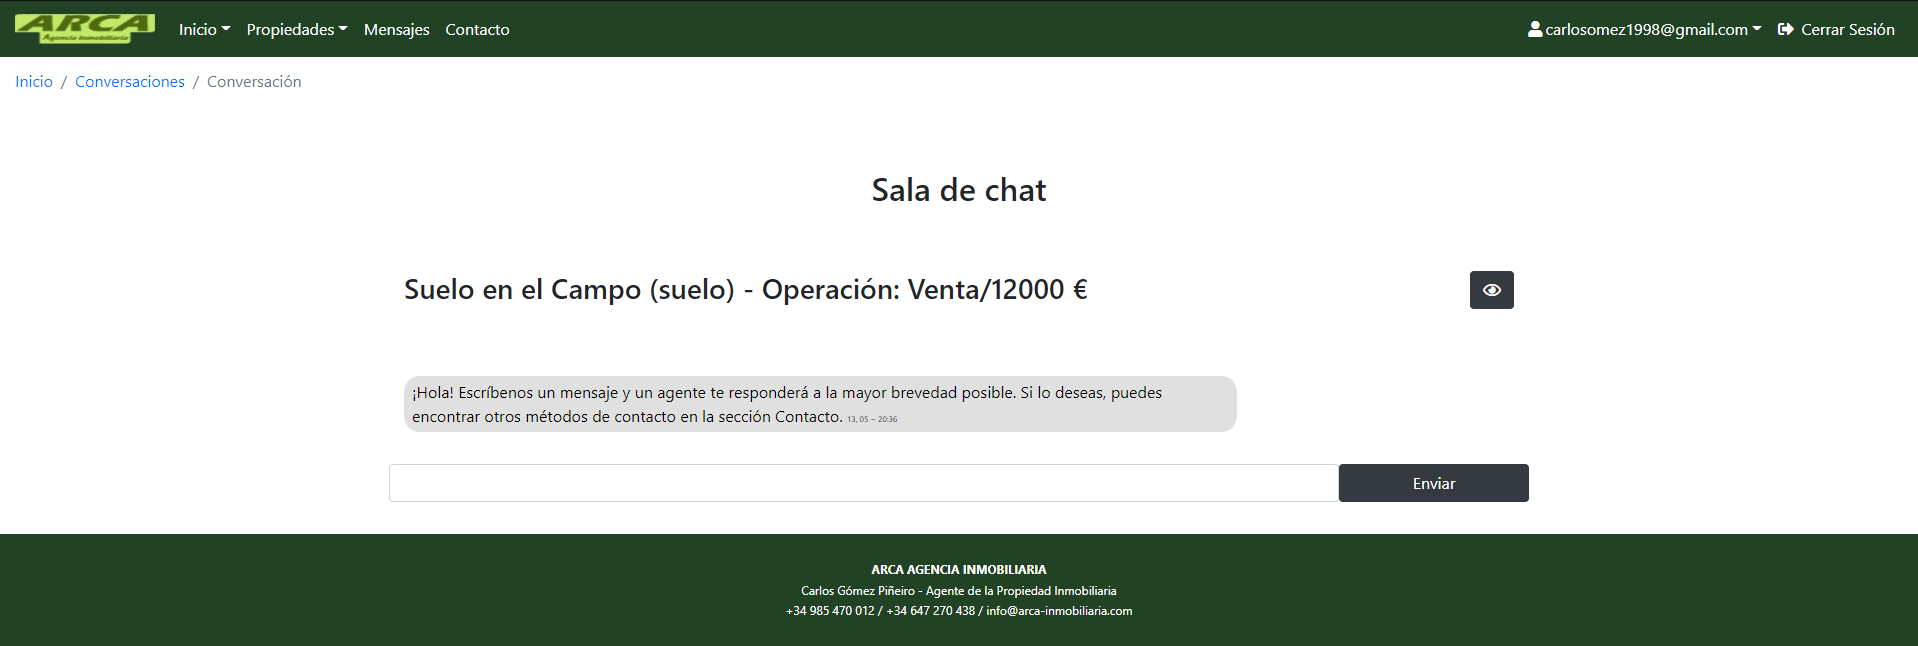 ARCA
Agencia Inmobiliaria
Inicio Propiedades Mensajes Contacto
carlosomez1998@gmail.com Cerrar Sesión
Inicio / Conversaciones / Conversación
Sala de chat
Suelo en el Campo (suelo) - Operación: Venta/12000 €
¡Hola! Escríbenos un mensaje y un agente te responderá a la mayor brevedad posible. Si lo deseas, puedes
encontrar otros métodos de contacto en la sección Contacto. 13, 05 – 20:36
Enviar
ARCA AGENCIA INMOBILIARIA
Carlos Gómez Piñeiro - Agente de la Propiedad Inmobiliaria
+34 985 470 012 / +34 647 270 438 / info@arca-inmobiliaria.com